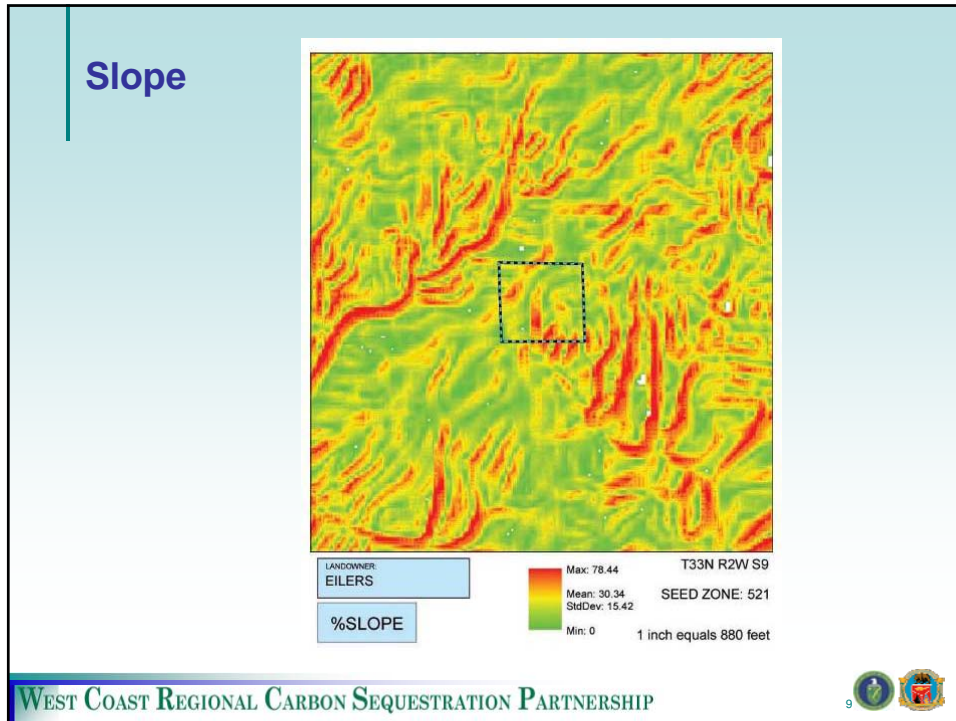 Slope
LANDOWNER:
EILERS
%SLOPE
Max: 78.44
Mean: 30.34
StdDev: 15.42
Min: 0
T33N R2W S9
SEED ZONE: 521
1 inch equals 880 feet
WEST COAST REGIONAL CARBON SEQUESTRATION PARTNERSHIP
9